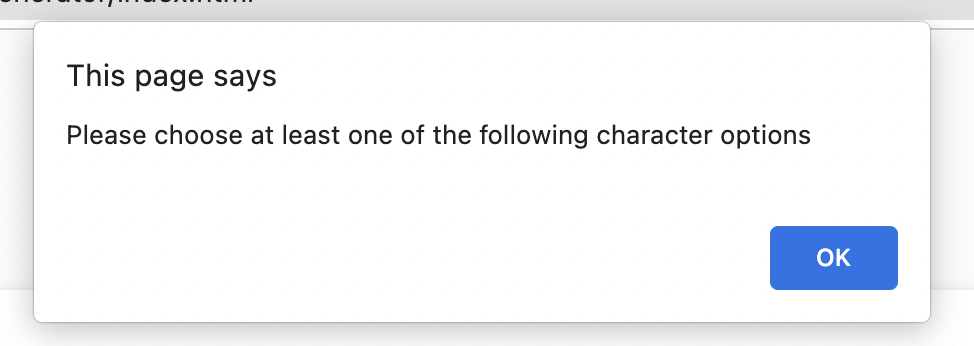 This page says
Please choose at least one of the following character options
OK